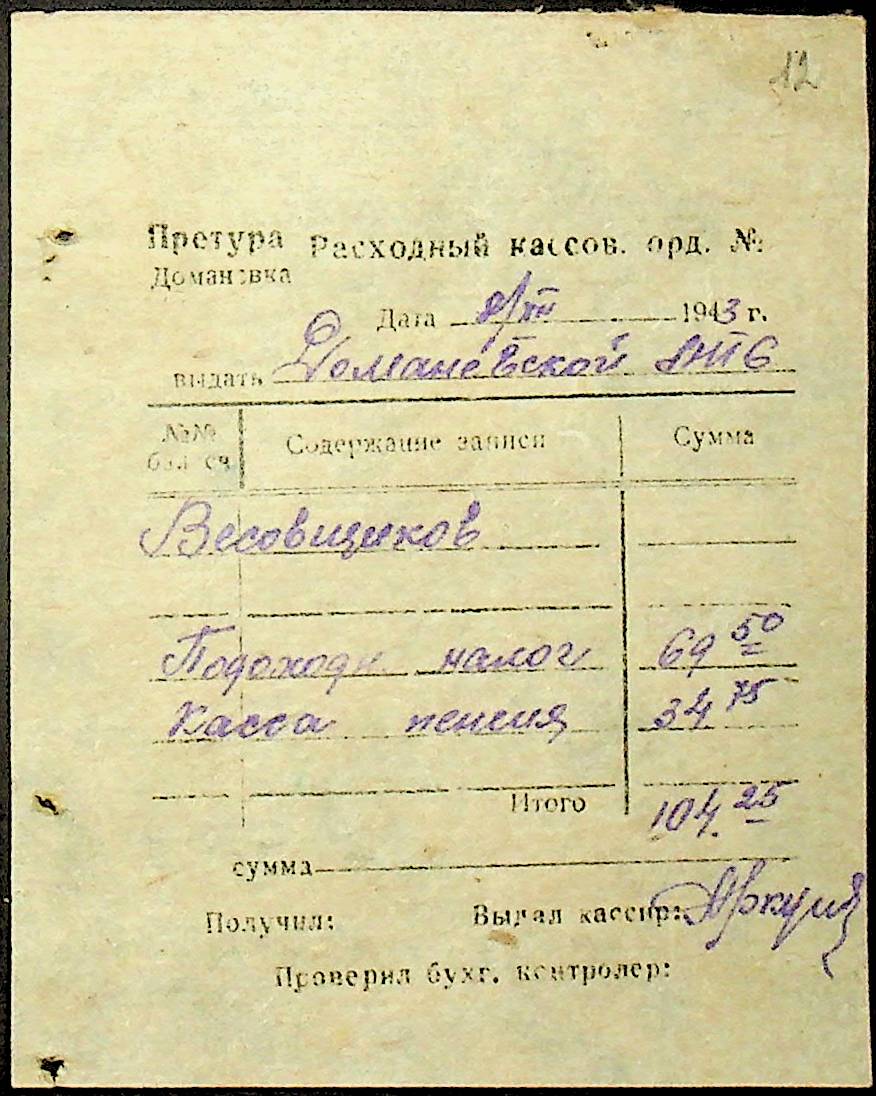 12
Претура Расходный кассов. орд. №
Домановка
Дата 1943 г.
выдать Доманевской
№№ бал. сч. Содержание записи Сумма
Весовщиков
Подоходн. налог 69 50
Касса пенсия 34 75
Итого 104.25
сумма
Получил: Выдал кассир:
Проверил бухг. контролер: